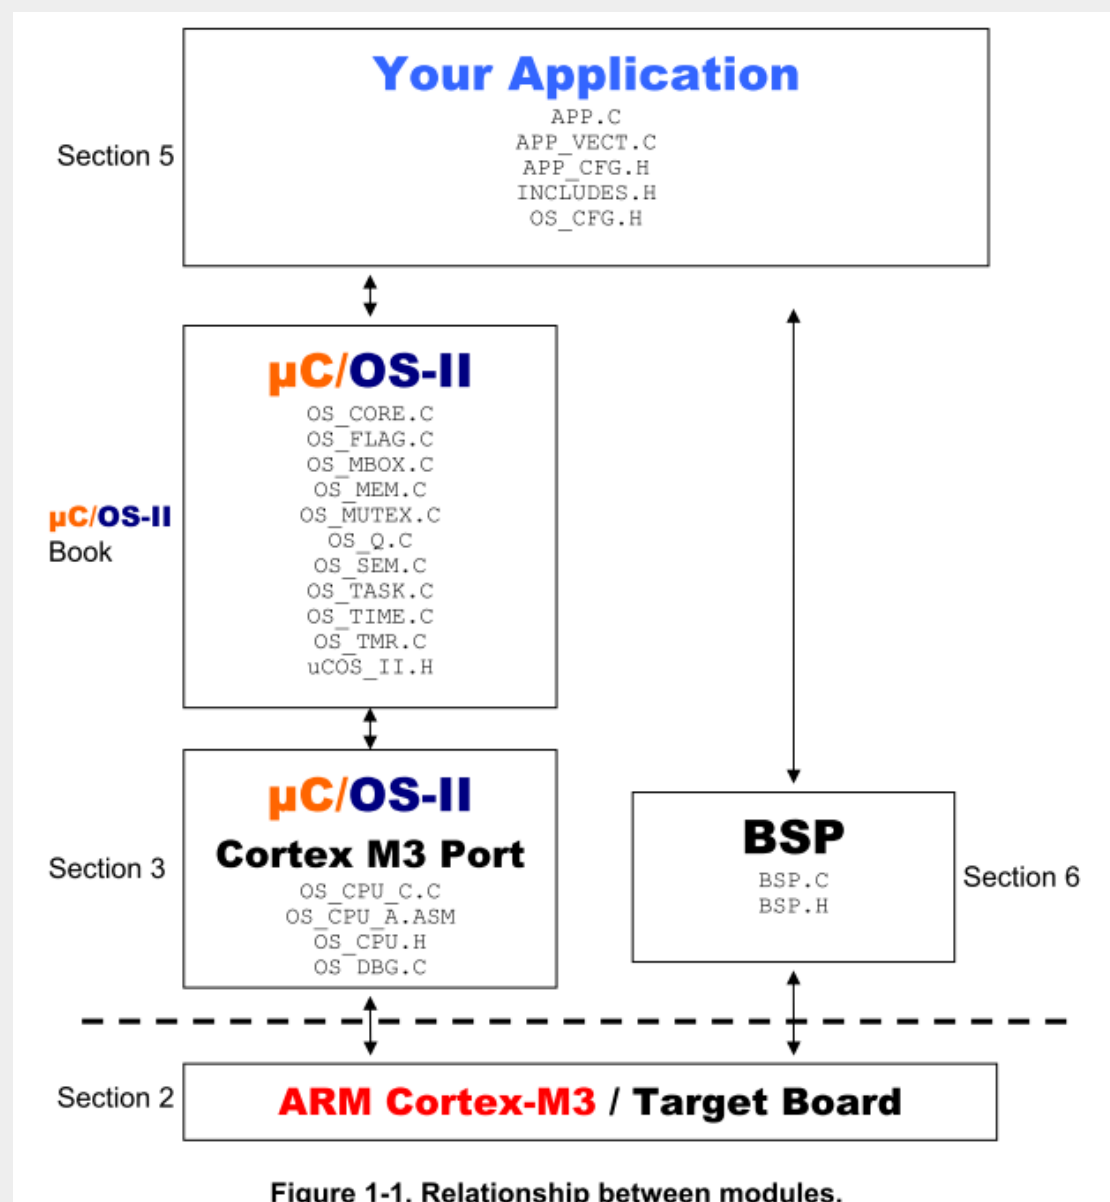 Your Application
APP.C
APP_VECT.C
APP_CFG.H
INCLUDES.H
OS_CFG.H
Section 5
µC/OS-II
OS_CORE.C
OS_FLAG.C
OS_MBOX.C
OS_MEM.C
OS_MUTEX.C
OS_Q.C
OS_SEM.C
OS_TASK.C
OS_TIME.C
OS_TMR.C
uCOS_II.H
µC/OS-II
Book
µC/OS-II
Cortex M3 Port
OS_CPU_C.C
OS_CPU_A.ASM
OS_CPU.H
OS_DBG.C
Section 3
BSP
BSP.C
BSP.H
Section 6
Section 2
ARM Cortex-M3 / Target Board
Figure 1-1. Relationship between modules.